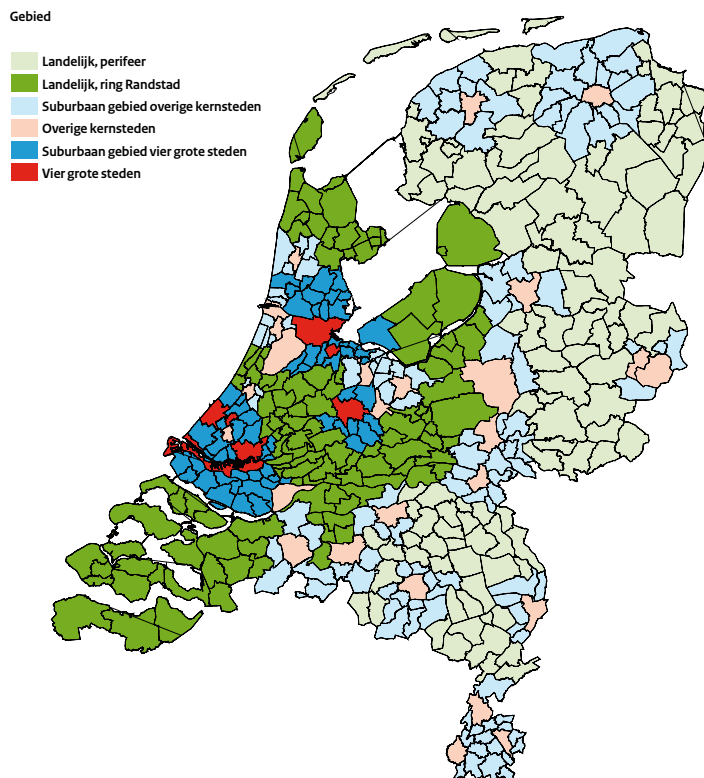 Gebied
Landelijk, perifeer
Landelijk, ring Randstad
Suburbaan gebied overige kernsteden
Overige kernsteden
Suburbaan gebied vier grote steden
Vier grote steden